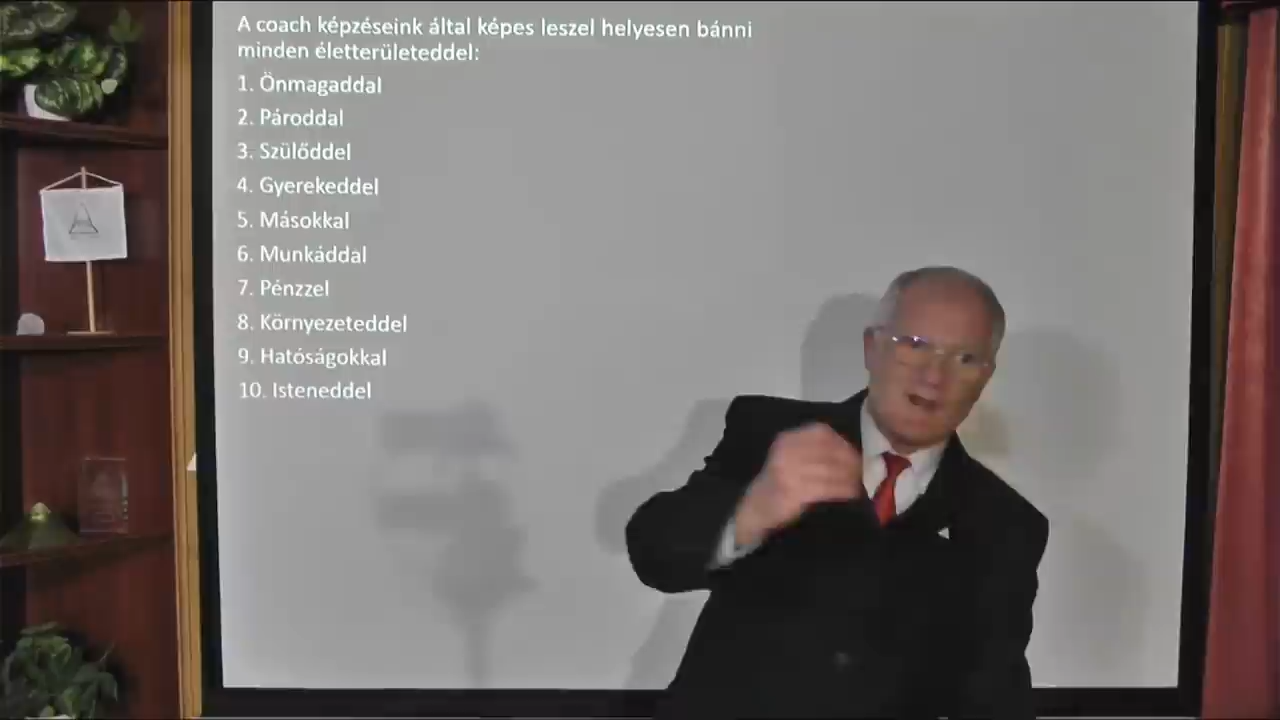 A coach képzéseink által képes leszel helyesen bánni
minden életterületeddel:
1. Önmagaddal
2. Pároddal
3. Szülőddel
4. Gyerekeddel
5. Másokkal
6. Munkáddal
7. Pénzzel
8. Környezeteddel
9. Hatóságokkal
10. Isteneddel